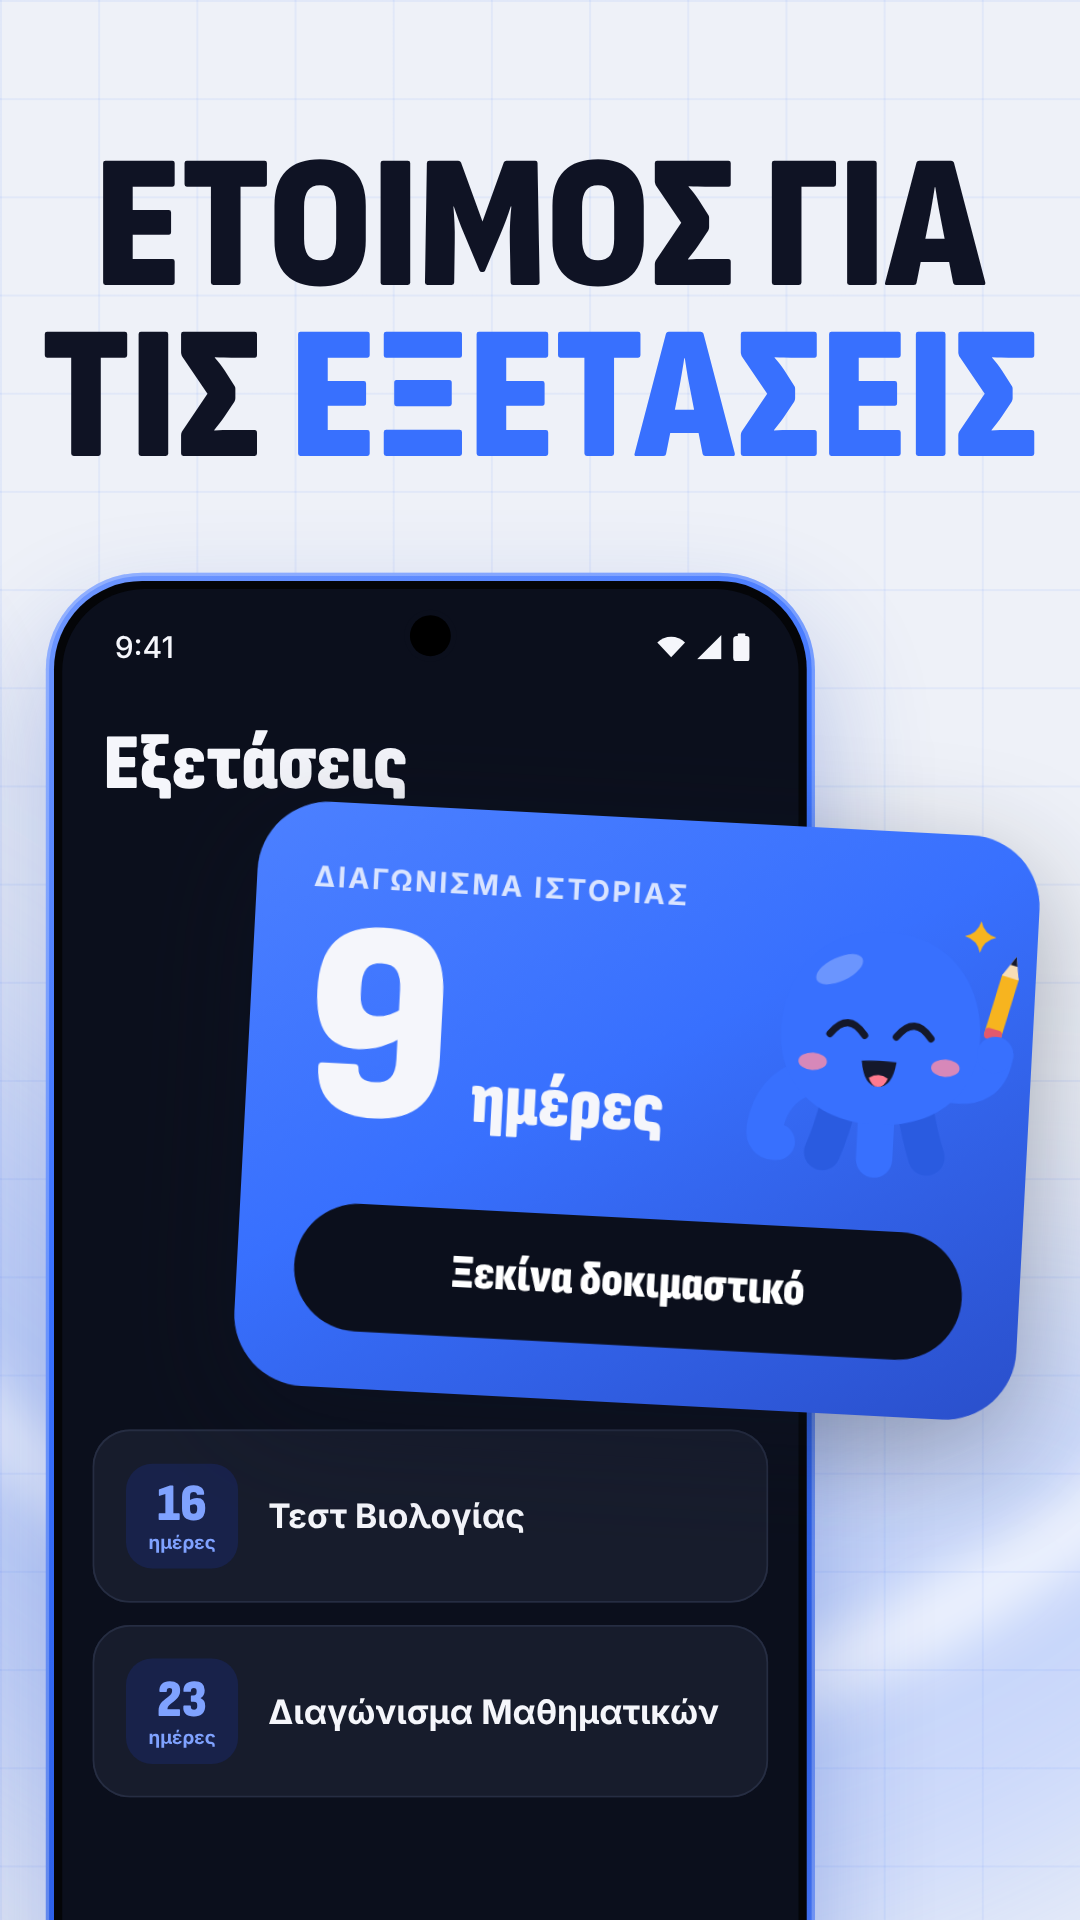 ΕΤΟΙΜΟΣ ΓΙΑ
ΤΙΣ ΕΞΕΤΑΣΕΙΣ
9:41
Εξετάσεις
ΔΙΑΓΩΝΙΣΜΑ ΙΣΤΟΡΙΑΣ
9 ημέρες
Ξεκίνα δοκιμαστικό
16
ημέρες
Τεστ Βιολογίας
23
ημέρες
Διαγώνισμα Μαθηματικών